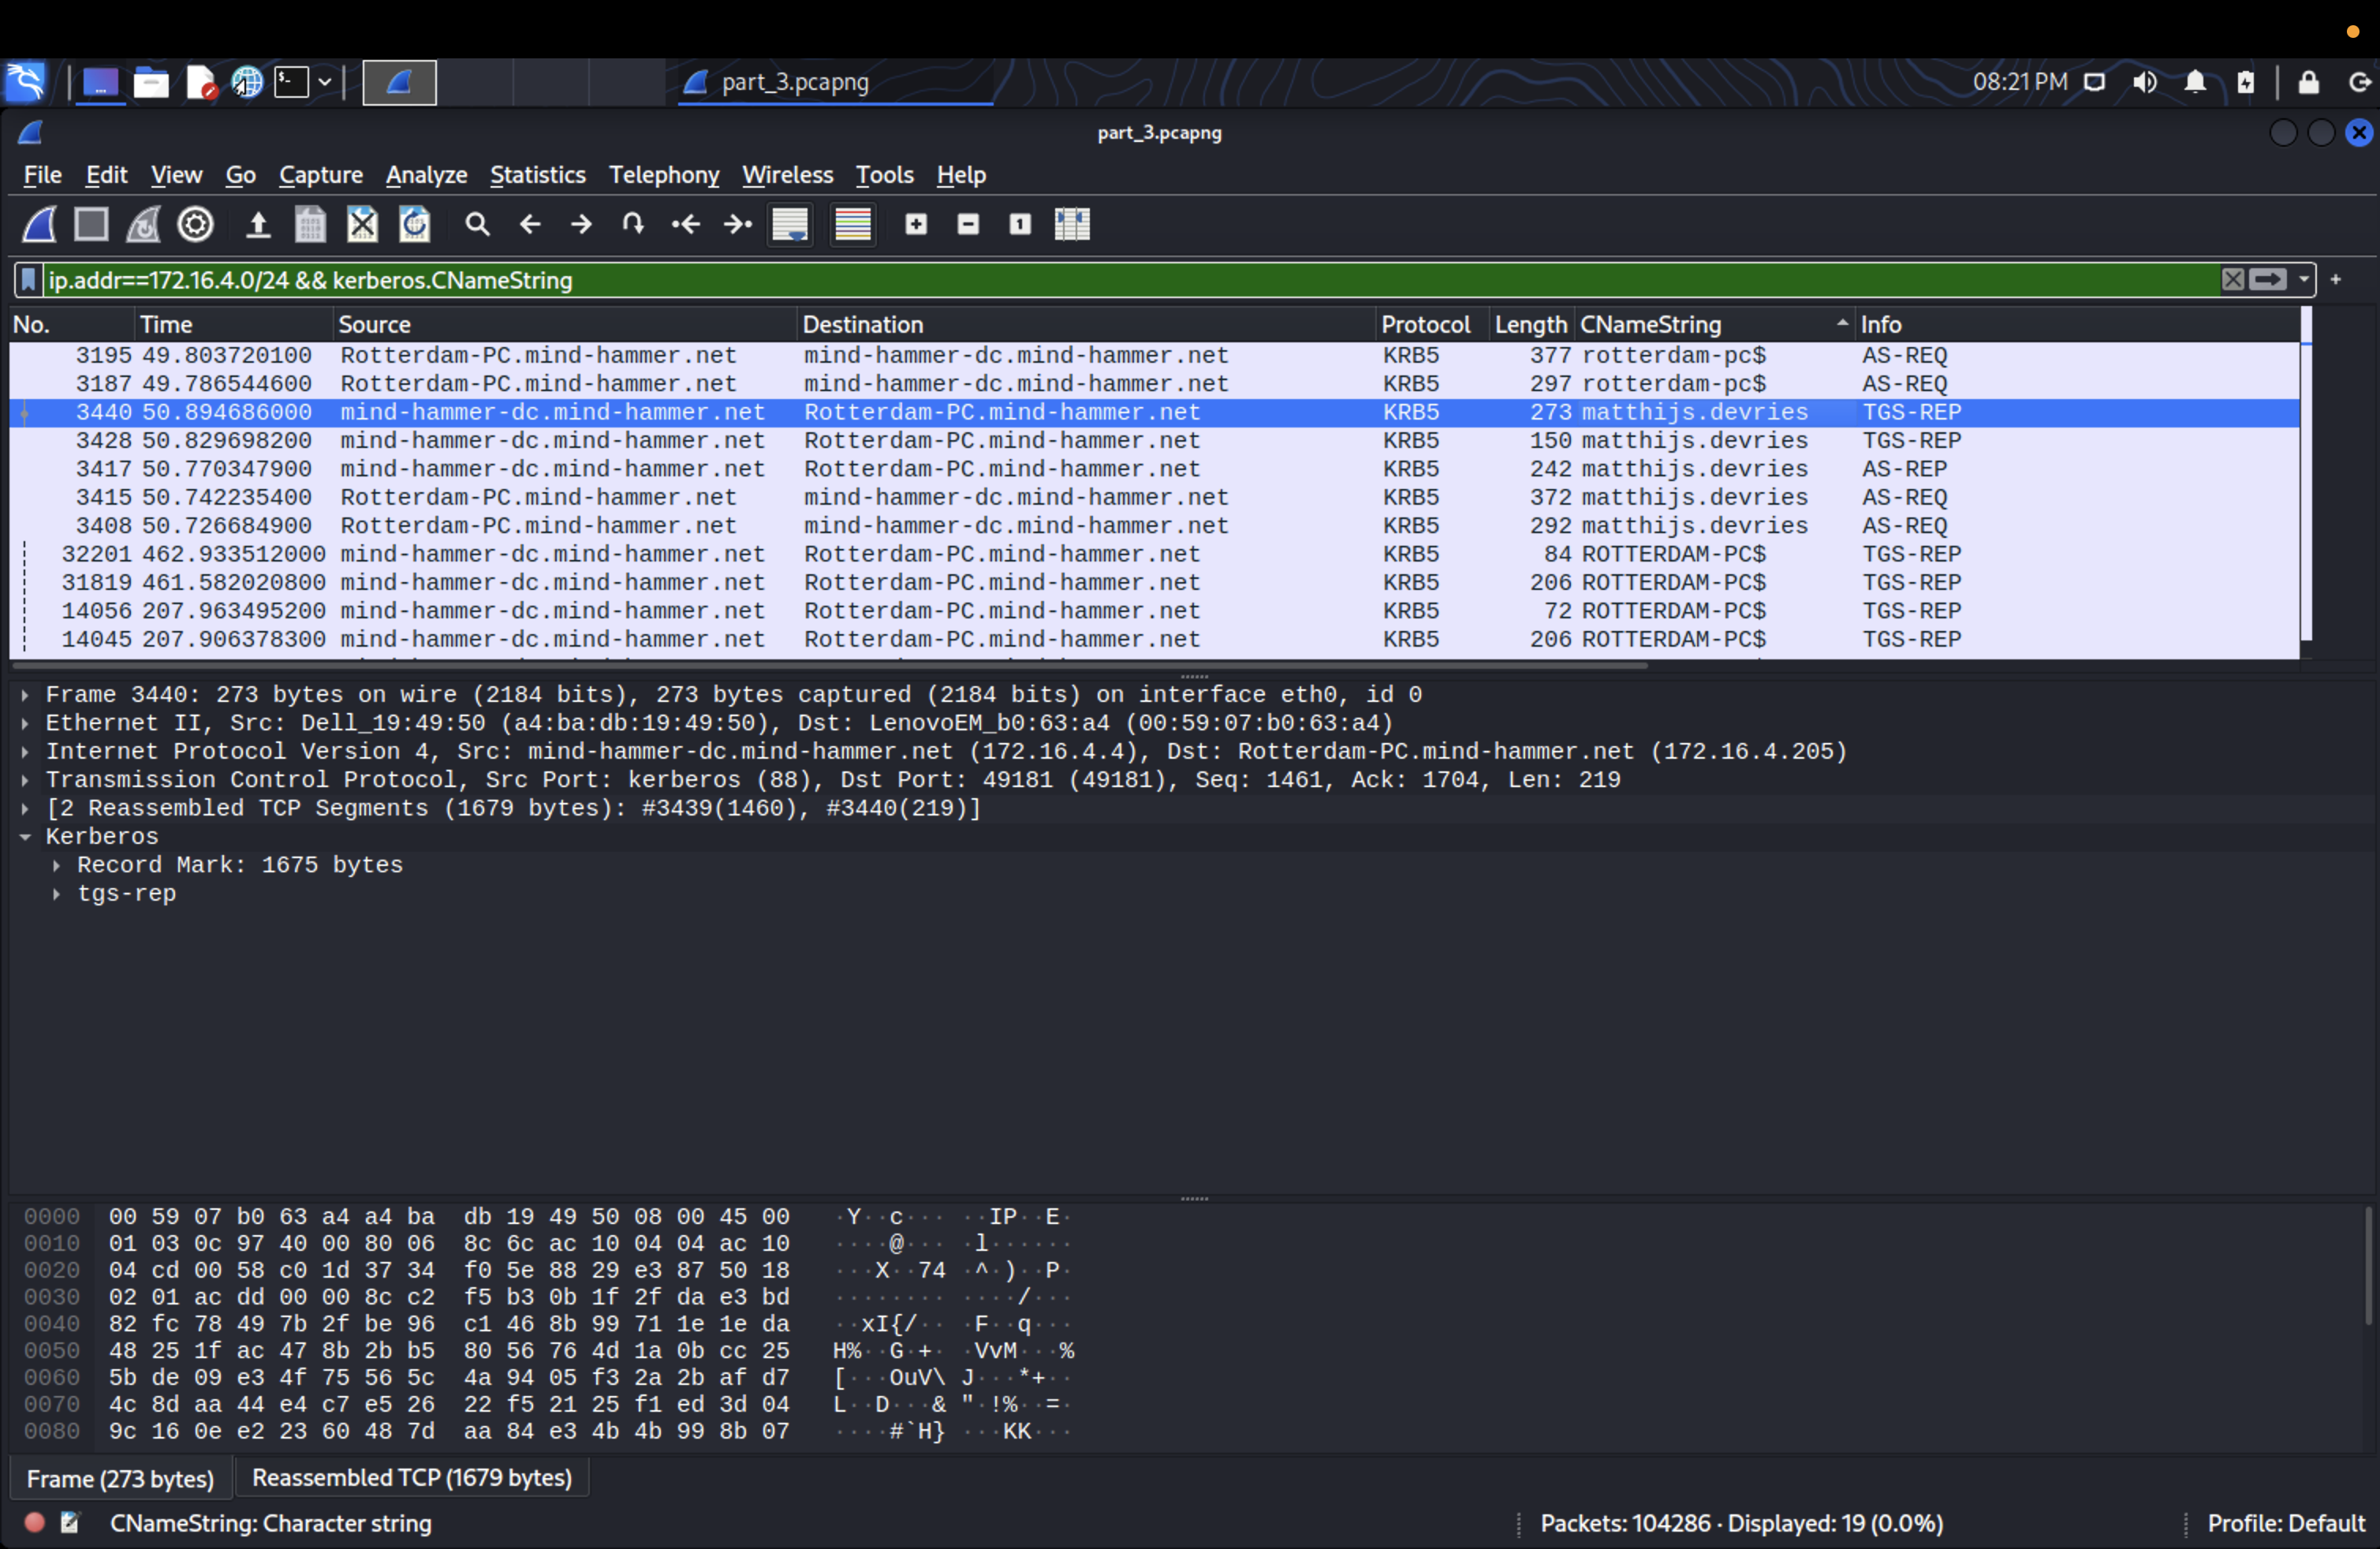 part_3.pcapng
08:21 PM
part_3.pcapng
File Edit View Go Capture Analyze Statistics Telephony Wireless Tools Help
ip.addr==172.16.4.0/24 && kerberos.CNameString
No. Time Source Destination Protocol Length CNameString Info
3195 49.803720100 Rotterdam-PC.mind-hammer.net mind-hammer-dc.mind-hammer.net KRB5 377 rotterdam-pc$ AS-REQ
3187 49.786544600 Rotterdam-PC.mind-hammer.net mind-hammer-dc.mind-hammer.net KRB5 297 rotterdam-pc$ AS-REQ
3440 50.894686000 mind-hammer-dc.mind-hammer.net Rotterdam-PC.mind-hammer.net KRB5 273 matthijs.devries TGS-REP
3428 50.829698200 mind-hammer-dc.mind-hammer.net Rotterdam-PC.mind-hammer.net KRB5 150 matthijs.devries TGS-REP
3417 50.770347900 mind-hammer-dc.mind-hammer.net Rotterdam-PC.mind-hammer.net KRB5 242 matthijs.devries AS-REP
3415 50.742235400 Rotterdam-PC.mind-hammer.net mind-hammer-dc.mind-hammer.net KRB5 372 matthijs.devries AS-REQ
3408 50.726684900 Rotterdam-PC.mind-hammer.net mind-hammer-dc.mind-hammer.net KRB5 292 matthijs.devries AS-REQ
32201 462.933512000 mind-hammer-dc.mind-hammer.net Rotterdam-PC.mind-hammer.net KRB5 84 ROTTERDAM-PC$ TGS-REP
31819 461.582020800 mind-hammer-dc.mind-hammer.net Rotterdam-PC.mind-hammer.net KRB5 206 ROTTERDAM-PC$ TGS-REP
14056 207.963495200 mind-hammer-dc.mind-hammer.net Rotterdam-PC.mind-hammer.net KRB5 72 ROTTERDAM-PC$ TGS-REP
14045 207.906378300 mind-hammer-dc.mind-hammer.net Rotterdam-PC.mind-hammer.net KRB5 206 ROTTERDAM-PC$ TGS-REP
Frame 3440: 273 bytes on wire (2184 bits), 273 bytes captured (2184 bits) on interface eth0, id 0
Ethernet II, Src: Dell_19:49:50 (a4:ba:db:19:49:50), Dst: LenovoEM_b0:63:a4 (00:59:07:b0:63:a4)
Internet Protocol Version 4, Src: mind-hammer-dc.mind-hammer.net (172.16.4.4), Dst: Rotterdam-PC.mind-hammer.net (172.16.4.205)
Transmission Control Protocol, Src Port: kerberos (88), Dst Port: 49181 (49181), Seq: 1461, Ack: 1704, Len: 219
[2 Reassembled TCP Segments (1679 bytes): #3439(1460), #3440(219)]
Kerberos
Record Mark: 1675 bytes
tgs-rep
0000 00 59 07 b0 63 a4 a4 ba db 19 49 50 08 00 45 00 ·Y··c··· ··IP··E·
0010 01 03 0c 97 40 00 80 06 8c 6c ac 10 04 04 ac 10 ····@··· ·l······
0020 04 cd 00 58 c0 1d 37 34 f0 5e 88 29 e3 87 50 18 ···X··74 ·^·)··P·
0030 02 01 ac dd 00 00 8c c2 f5 b3 0b 1f 2f da e3 bd ········ ····/···
0040 82 fc 78 49 7b 2f be 96 c1 46 8b 99 71 1e 1e da ··xI{/·· ·F··q···
0050 48 25 1f ac 47 8b 2b b5 80 56 76 4d 1a 0b cc 25 H%··G·+· ·VvM···%
0060 5b de 09 e3 4f 75 56 5c 4a 94 05 f3 2a 2b af d7 [···OuV\ J···*+··
0070 4c 8d aa 44 e4 c7 e5 26 22 f5 21 25 f1 ed 3d 04 L··D···& "·!%··=·
0080 9c 16 0e e2 23 60 48 7d aa 84 e3 4b 4b 99 8b 07 ····#`H} ···KK···
Frame (273 bytes) Reassembled TCP (1679 bytes)
CNameString: Character string Packets: 104286 · Displayed: 19 (0.0%) Profile: Default